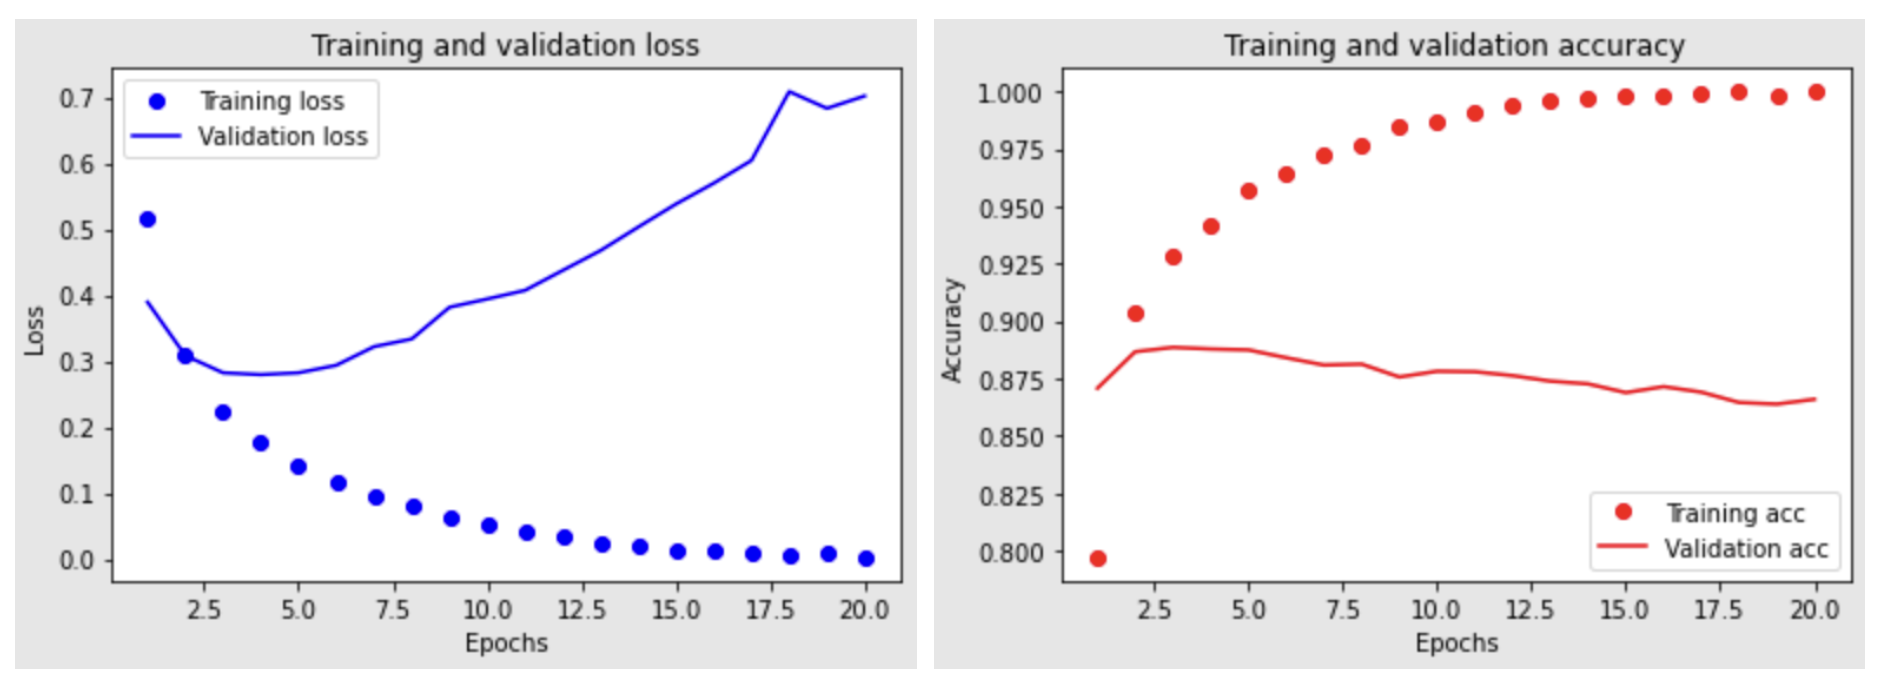 Training and validation loss
0.7
0.6
0.5
0.4
0.3
0.2
0.1
0.0
Loss
Training loss
Validation loss
2.5 5.0 7.5 10.0 12.5 15.0 17.5 20.0
Epochs
Training and validation accuracy
1.000
0.975
0.950
0.925
0.900
0.875
0.850
0.825
0.800
Accuracy
Training acc
Validation acc
2.5 5.0 7.5 10.0 12.5 15.0 17.5 20.0
Epochs